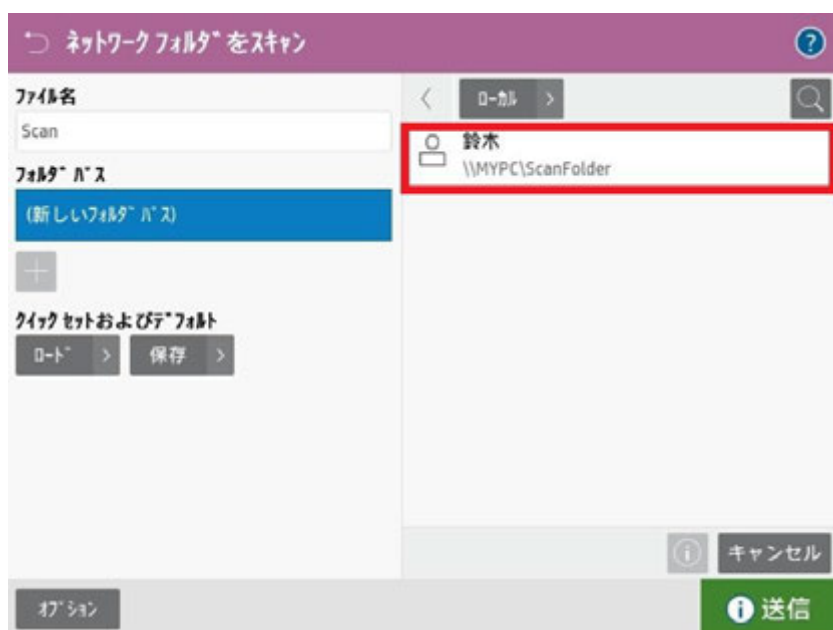 ﾈｯﾄﾜｰｸ ﾌｫﾙﾀﾞをｽｷｬﾝ
ﾌｧｲﾙ名
Scan
ﾌｫﾙﾀﾞ ﾊﾟｽ
(新しいﾌｫﾙﾀﾞ ﾊﾟｽ)
ｸｲｯｸ ｾｯﾄおよびﾃﾞﾌｫﾙﾄ
ﾛｰﾄﾞ
保存
ﾛｰｶﾙ
鈴木
\\MYPC\ScanFolder
キャンセル
ｵﾌﾟｼｮﾝ
送信